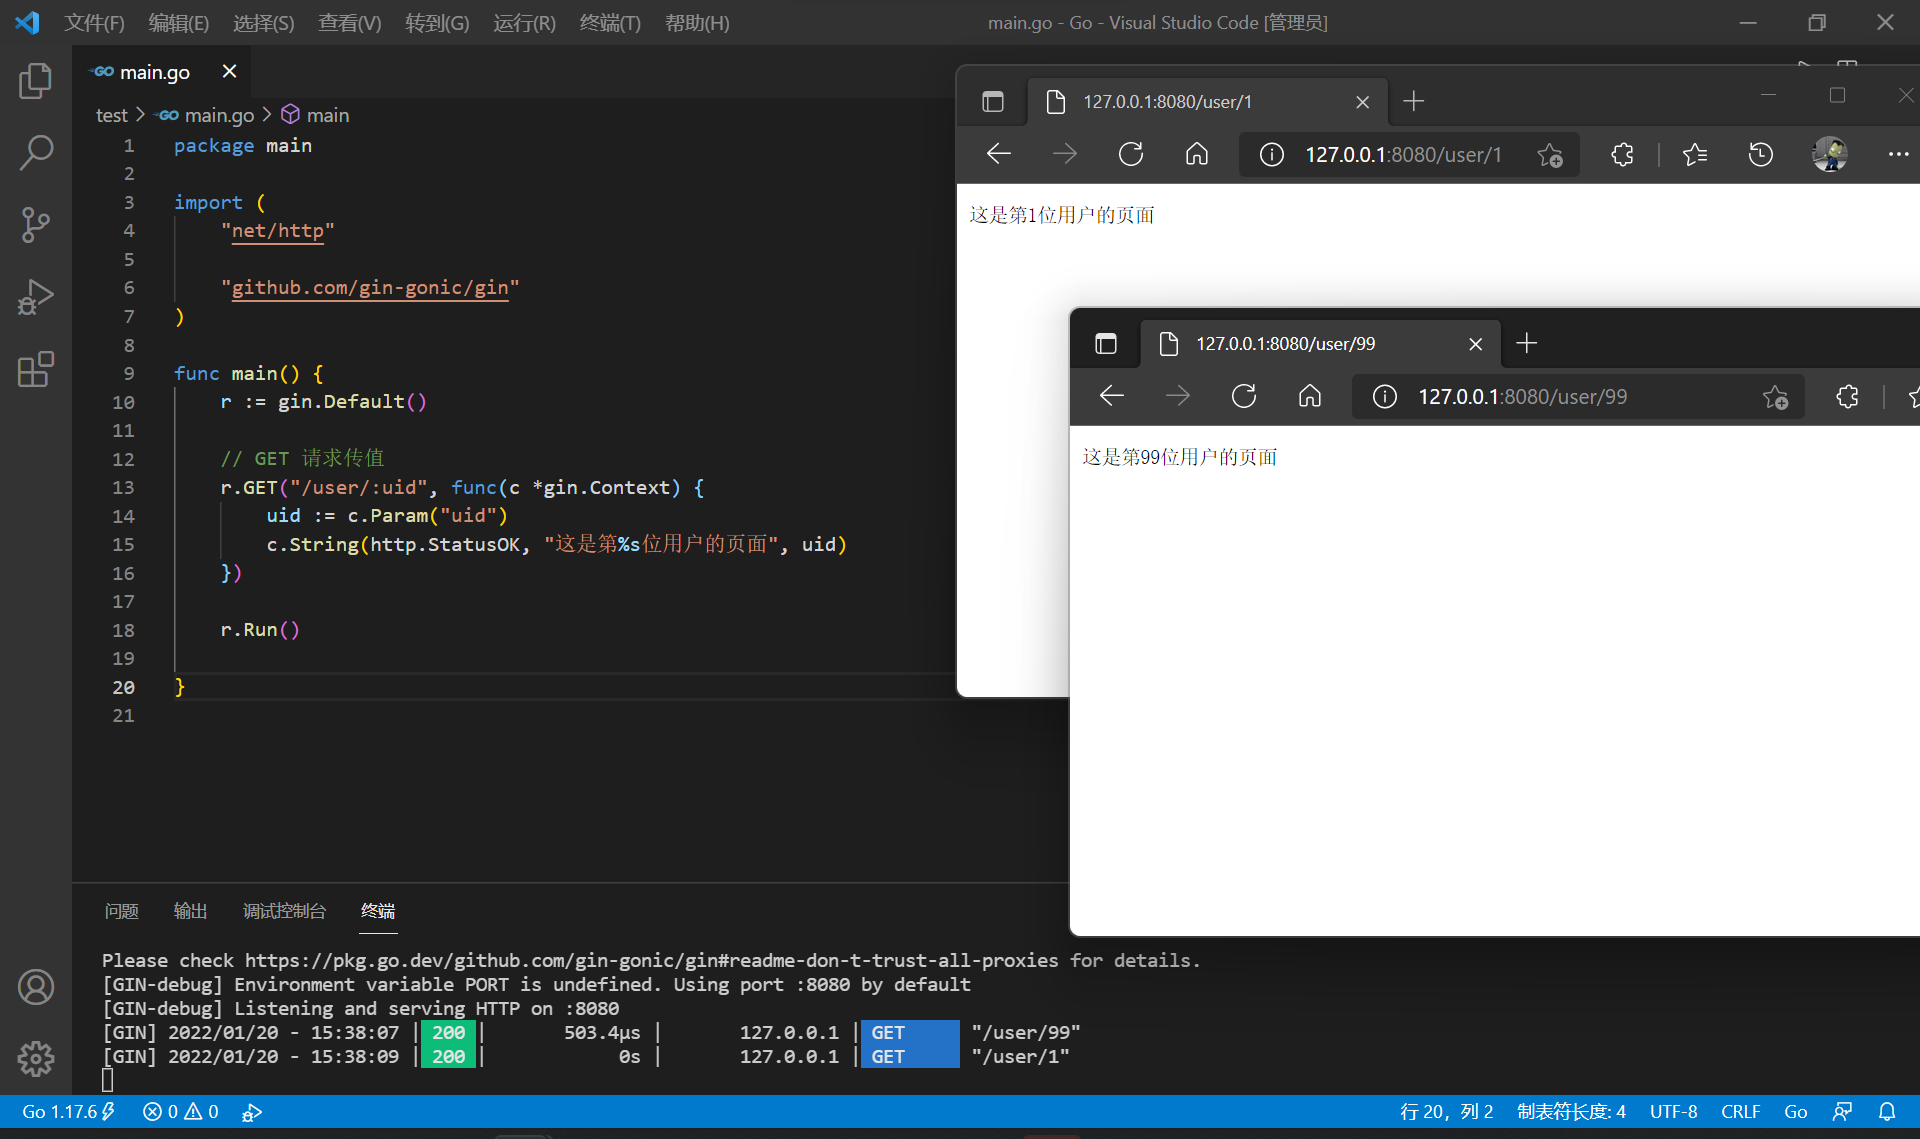 文件(F) 编辑(E) 选择(S) 查看(V) 转到(G) 运行(R) 终端(T) 帮助(H) main.go - Go - Visual Studio Code [管理员]
GO main.go
test > GO main.go > main
1 package main
2
3 import (
4 "net/http"
5
6 "github.com/gin-gonic/gin"
7 )
8
9 func main() {
10 r := gin.Default()
11
12 // GET 请求传值
13 r.GET("/user/:uid", func(c *gin.Context) {
14 uid := c.Param("uid")
15 c.String(http.StatusOK, "这是第%s位用户的页面", uid)
16 })
17
18 r.Run()
19
20 }
21
127.0.0.1:8080/user/1
127.0.0.1:8080/user/1
这是第1位用户的页面
127.0.0.1:8080/user/99
127.0.0.1:8080/user/99
这是第99位用户的页面
问题 输出 调试控制台 终端
Please check https://pkg.go.dev/github.com/gin-gonic/gin#readme-don-t-trust-all-proxies for details.
[GIN-debug] Environment variable PORT is undefined. Using port :8080 by default
[GIN-debug] Listening and serving HTTP on :8080
[GIN] 2022/01/20 - 15:38:07 | 200 | 503.4µs | 127.0.0.1 | GET "/user/99"
[GIN] 2022/01/20 - 15:38:09 | 200 | 0s | 127.0.0.1 | GET "/user/1"
Go 1.17.6 0 0 行 20，列 2 制表符长度: 4 UTF-8 CRLF Go